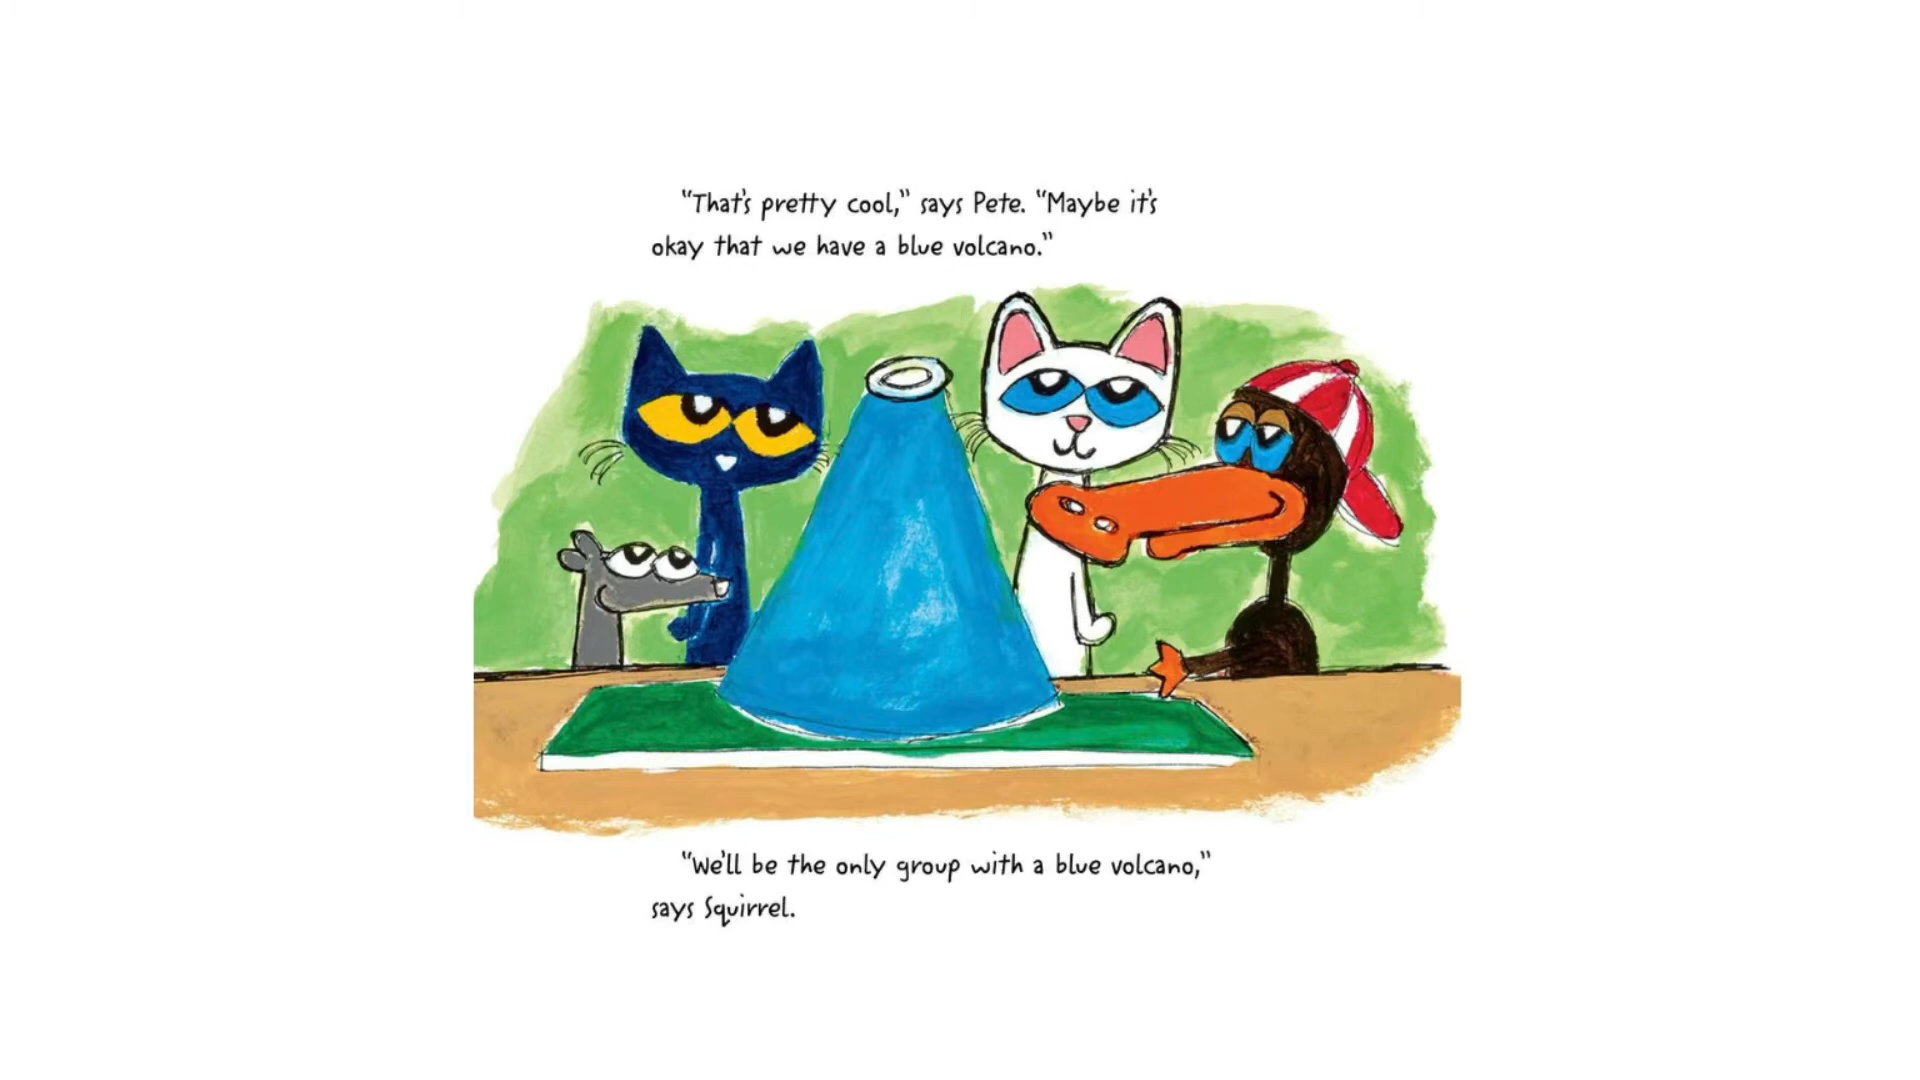 “That’s pretty cool,” says Pete. “Maybe it’s
okay that we have a blue volcano.”
“We’ll be the only group with a blue volcano,”
says Squirrel.